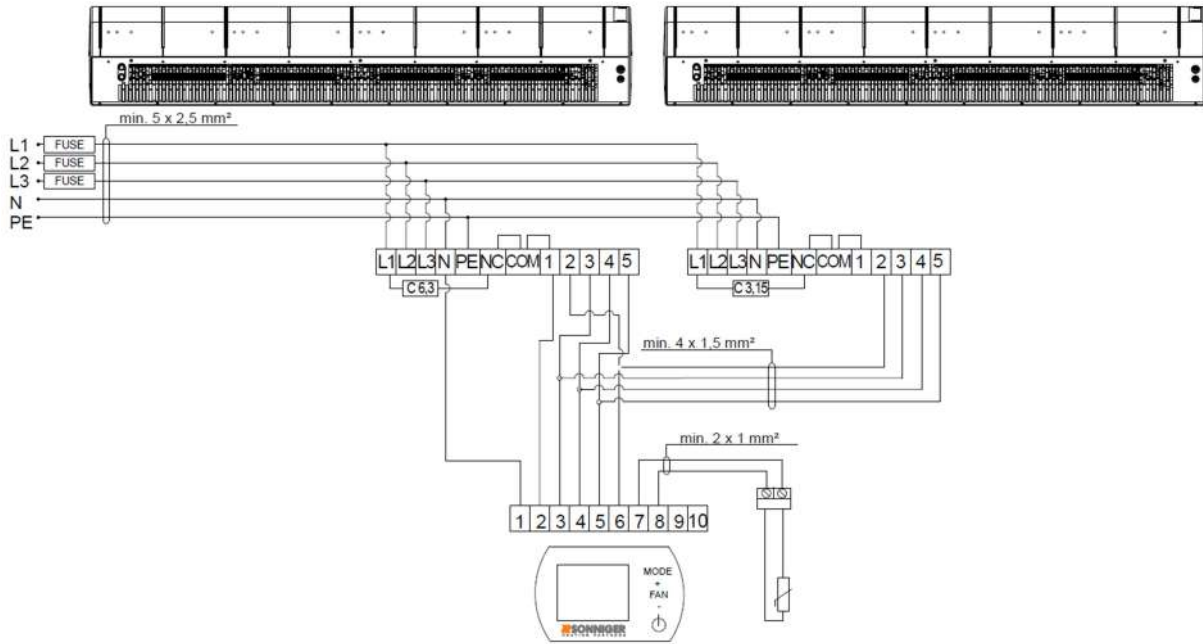 min. 5 x 2,5 mm²
L1 FUSE
L2 FUSE
L3 FUSE
N
PE
L1 L2 L3 N PE NC COM 1 2 3 4 5
L1 L2 L3 N PE NC COM 1 2 3 4 5
C 6,3
C 3,15
min. 4 x 1,5 mm²
min. 2 x 1 mm²
1 2 3 4 5 6 7 8 9 10
MODE
+
FAN
-
SONNIGER
HEATING PARTNERS